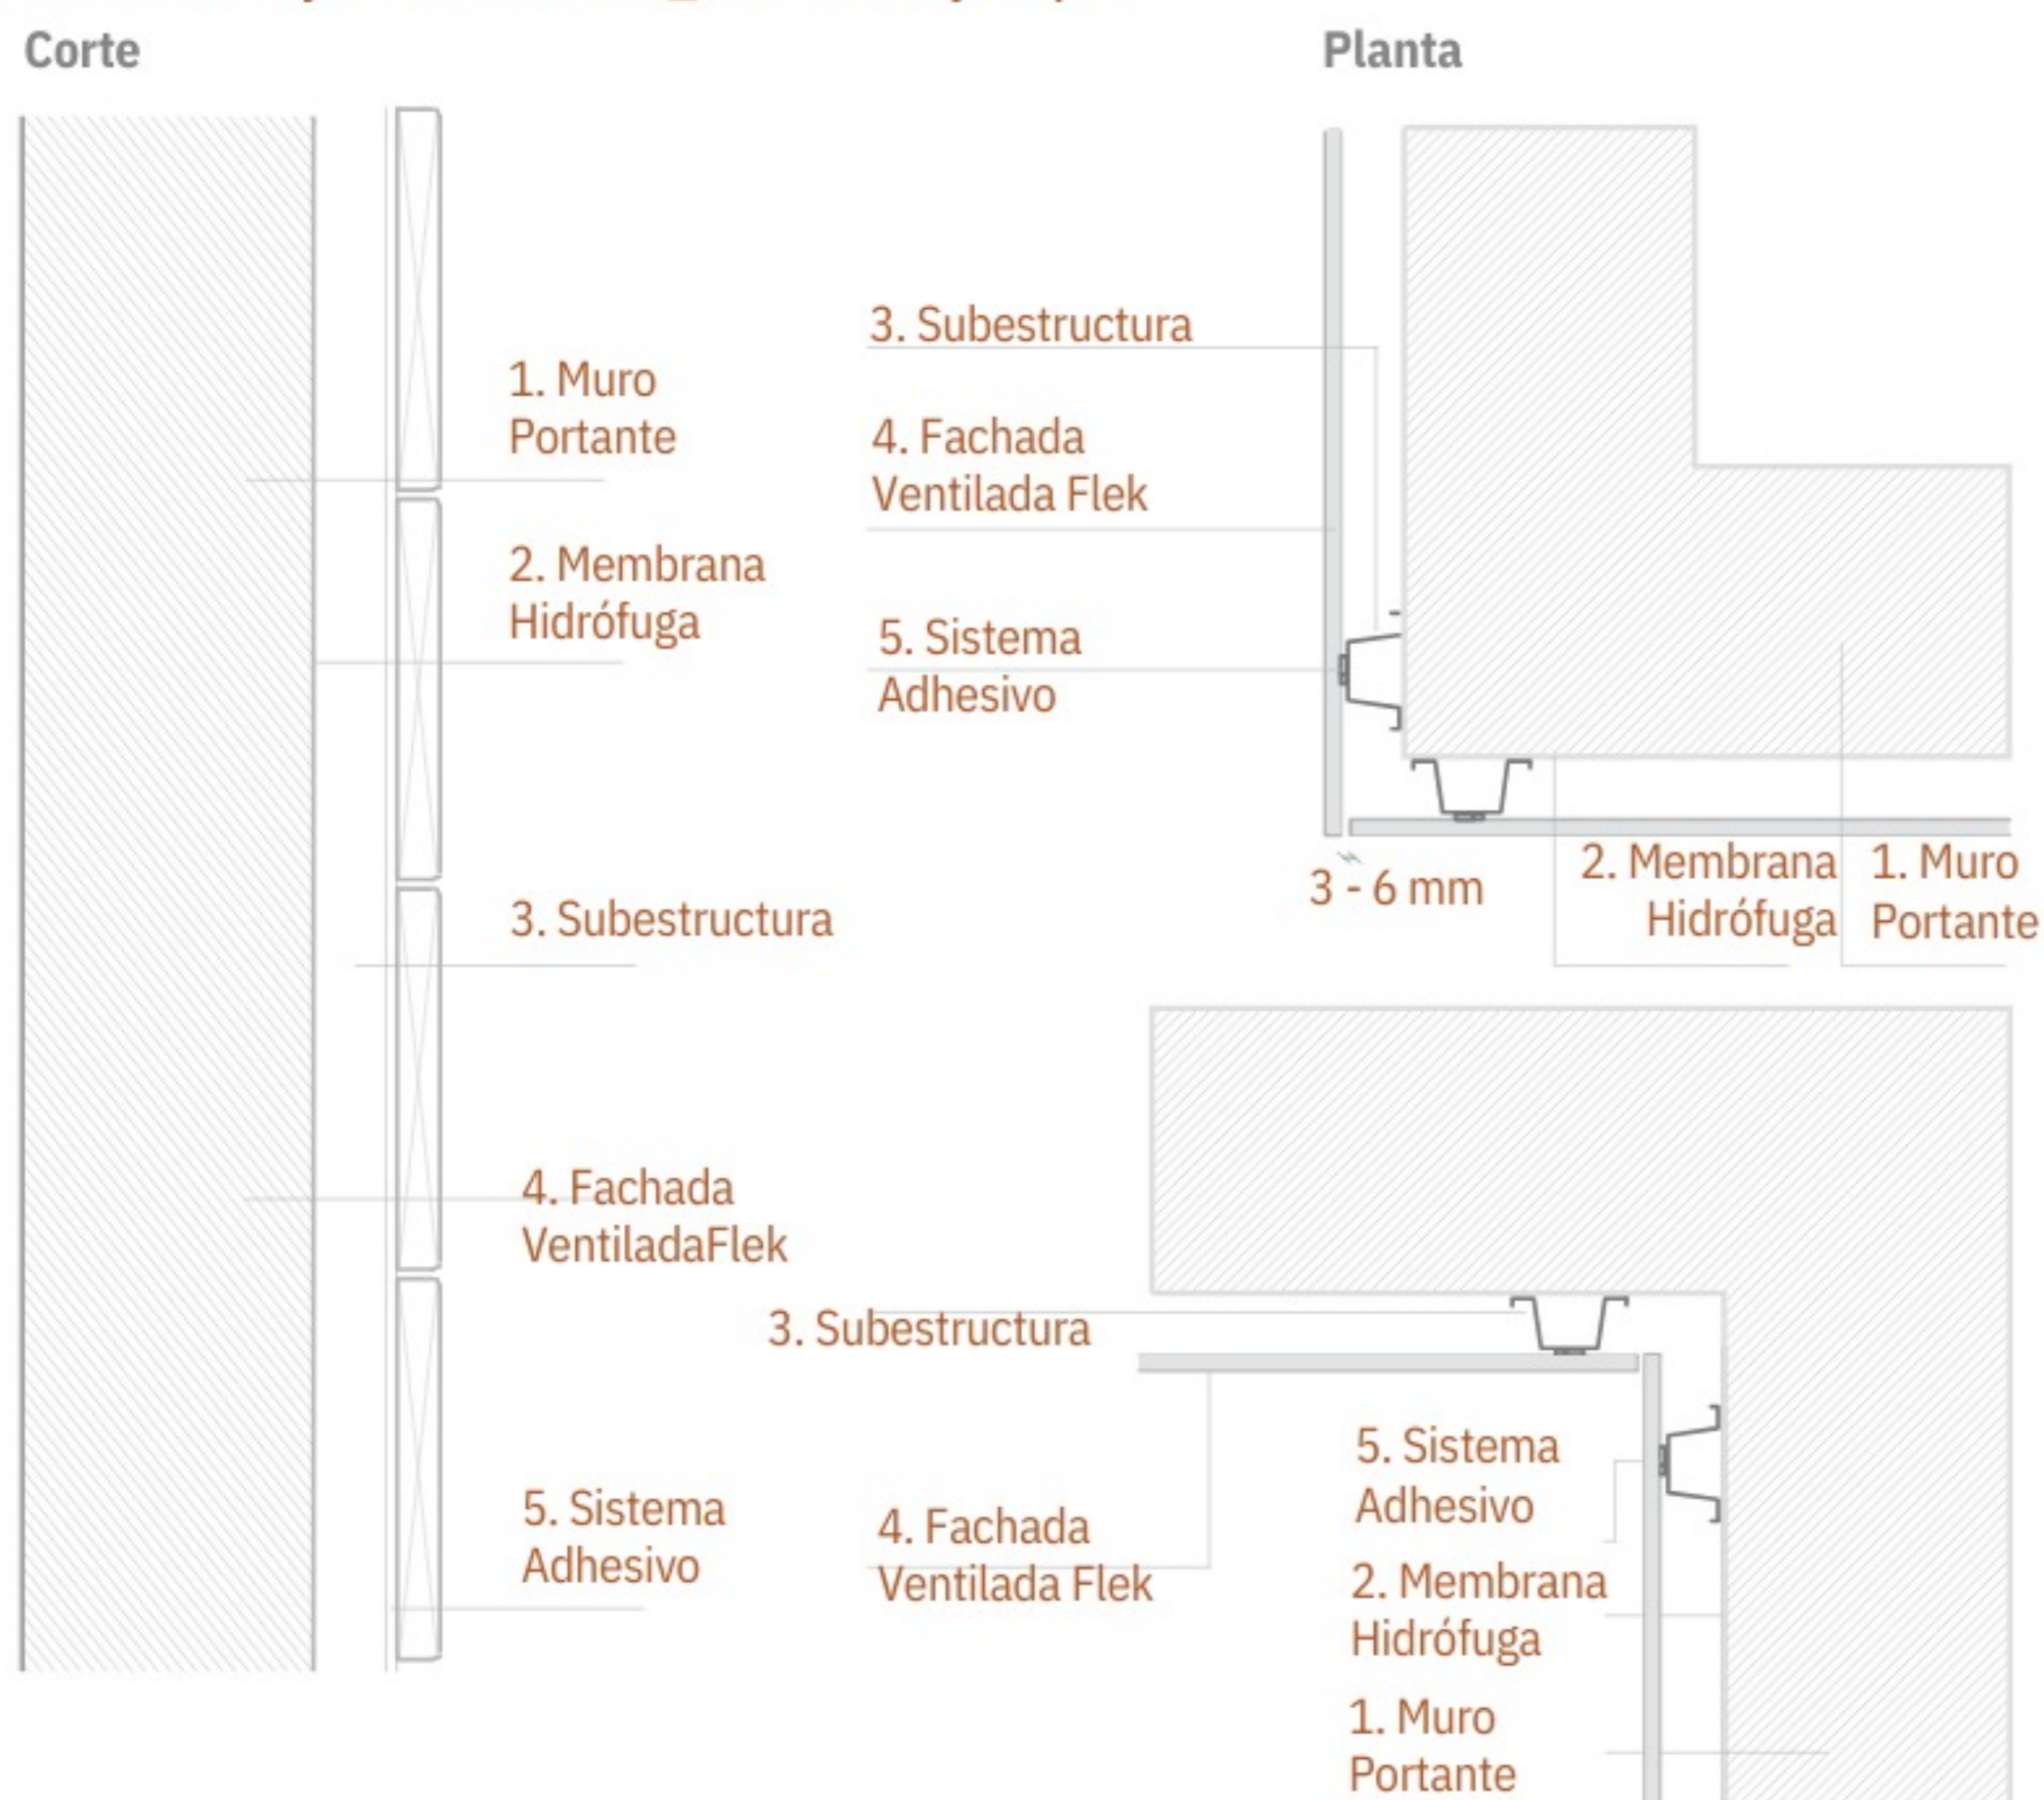 Corte
1. Muro
Portante
2. Membrana
Hidrófuga
3. Subestructura
4. Fachada
VentiladaFlek
5. Sistema
Adhesivo
Planta
3. Subestructura
4. Fachada
Ventilada Flek
5. Sistema
Adhesivo
3 - 6 mm
2. Membrana
Hidrófuga
1. Muro
Portante
3. Subestructura
4. Fachada
Ventilada Flek
5. Sistema
Adhesivo
2. Membrana
Hidrófuga
1. Muro
Portante